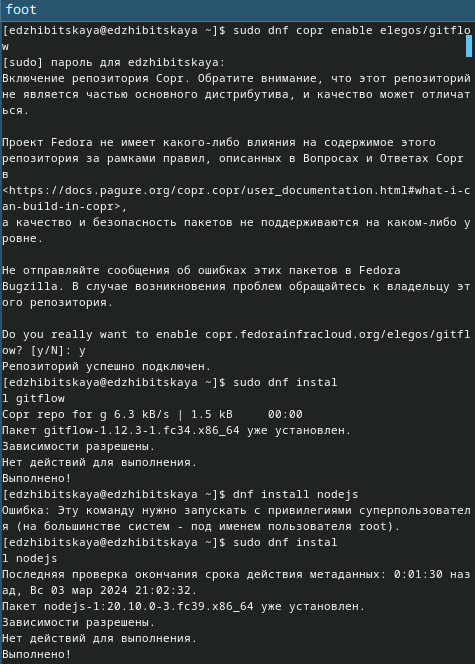 foot
[edzhibitskaya@edzhibitskaya ~]$ sudo dnf copr enable elegos/gitflo
w
[sudo] пароль для edzhibitskaya:
Включение репозитория Copr. Обратите внимание, что этот репозиторий
не является частью основного дистрибутива, и качество может отличат
ься.
Проект Fedora не имеет какого-либо влияния на содержимое этого
репозитория за рамками правил, описанных в Вопросах и Ответах Copr
в
<https://docs.pagure.org/copr.copr/user_documentation.html#what-i-c
an-build-in-copr>,
а качество и безопасность пакетов не поддерживаются на каком-либо у
ровне.
Не отправляйте сообщения об ошибках этих пакетов в Fedora
Bugzilla. В случае возникновения проблем обращайтесь к владельцу эт
ого репозитория.
Do you really want to enable copr.fedorainfracloud.org/elegos/gitfl
ow? [y/N]: y
Репозиторий успешно подключен.
[edzhibitskaya@edzhibitskaya ~]$ sudo dnf instal
l gitflow
Copr repo for g 6.3 kB/s | 1.5 kB     00:00
Пакет gitflow-1.12.3-1.fc34.x86_64 уже установлен.
Зависимости разрешены.
Нет действий для выполнения.
Выполнено!
[edzhibitskaya@edzhibitskaya ~]$ dnf install nodejs
Ошибка: Эту команду нужно запускать с привилегиями суперпользовател
я (на большинстве систем - под именем пользователя root).
[edzhibitskaya@edzhibitskaya ~]$ sudo dnf instal
l nodejs
Последняя проверка окончания срока действия метаданных: 0:01:30 наз
ад, Вс 03 мар 2024 21:02:32.
Пакет nodejs-1:20.10.0-3.fc39.x86_64 уже установлен.
Зависимости разрешены.
Нет действий для выполнения.
Выполнено!